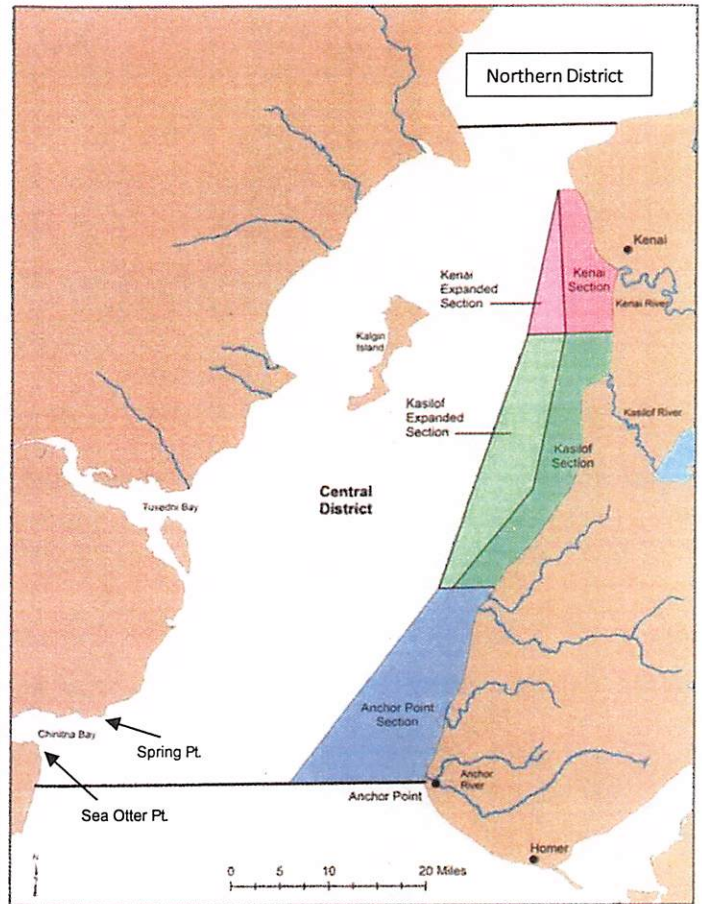 Northern District
Kenai
Kenai
Expanded
Section
Kenai
Section
Kenai River
Kalgin
Island
Kasilof
Expanded
Section
Kasilof River
Kasilof
Section
Central
District
Tuxedni Bay
Anchor Point
Section
Spring Pt.
Chinitna Bay
Anchor
River
Anchor Point
Sea Otter Pt.
Homer
N
0 5 10 20 Miles